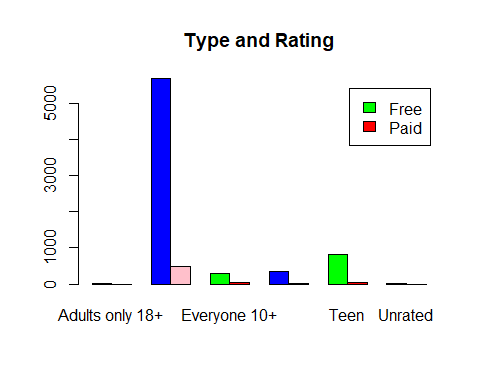 Type and Rating
5000
3000
1000
0
Free
Paid
Adults only 18+ Everyone 10+ Teen Unrated